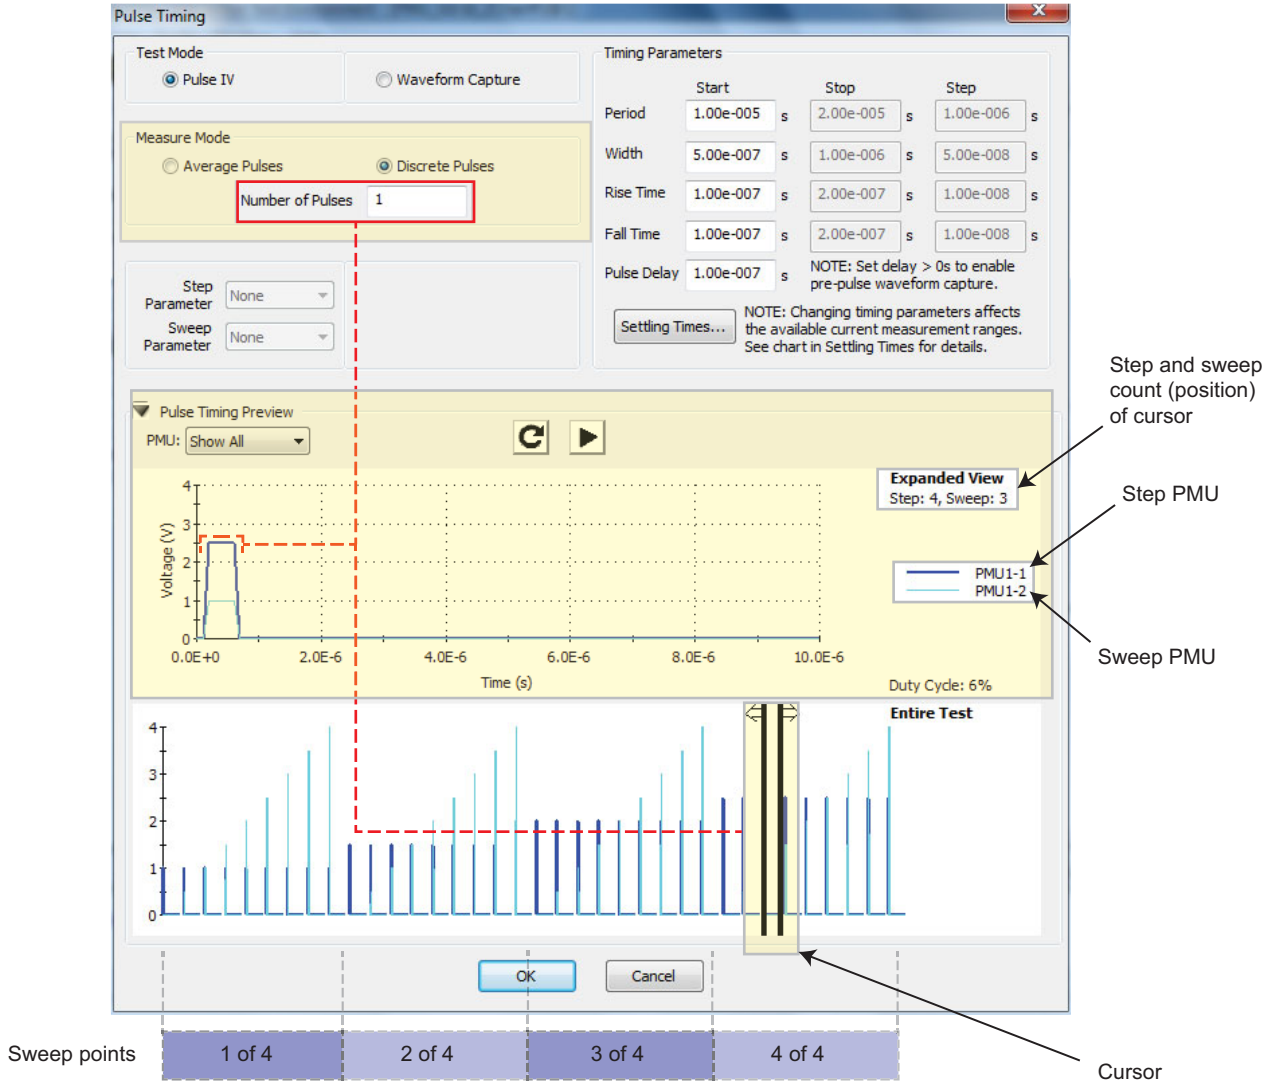 Pulse Timing
x
Test Mode
Pulse IV
Waveform Capture
Measure Mode
Average Pulses
Discrete Pulses
Number of Pulses 1
Step Parameter None
Sweep Parameter None
Timing Parameters
Start Stop Step
Period 1.00e-005 s 2.00e-005 s 1.00e-006 s
Width 5.00e-007 s 1.00e-006 s 5.00e-008 s
Rise Time 1.00e-007 s 2.00e-007 s 1.00e-008 s
Fall Time 1.00e-007 s 2.00e-007 s 1.00e-008 s
Pulse Delay 1.00e-007 s
NOTE: Set delay > 0s to enable
pre-pulse waveform capture.
Settling Times...
NOTE: Changing timing parameters affects
the available current measurement ranges.
See chart in Settling Times for details.
Pulse Timing Preview
PMU: Show All
Expanded View
Step: 4, Sweep: 3
4
3
2
1
0
Voltage (V)
PMU1-1
PMU1-2
0.0E+0 2.0E-6 4.0E-6 6.0E-6 8.0E-6 10.0E-6
Time (s)
Duty Cycle: 6%
Entire Test
4
3
2
1
0
OK
Cancel
Step and sweep
count (position)
of cursor
Step PMU
Sweep PMU
Cursor
Sweep points 1 of 4 2 of 4 3 of 4 4 of 4